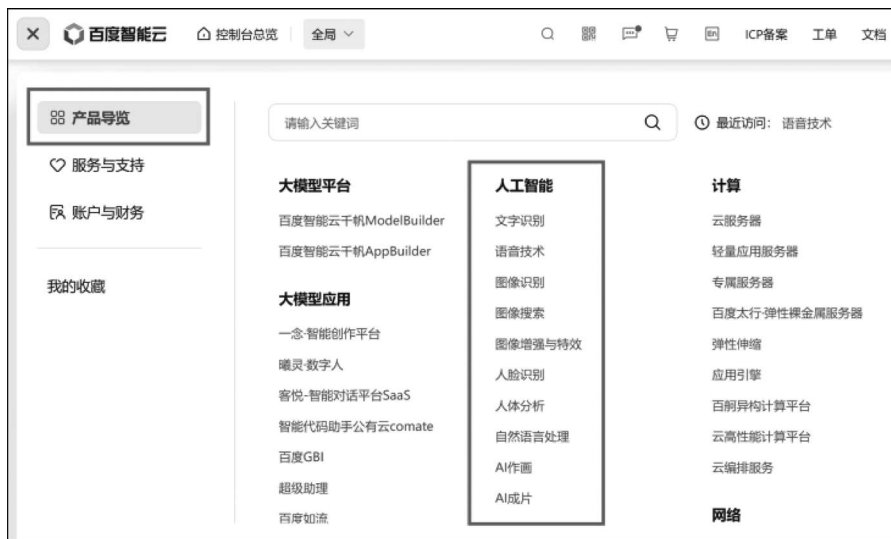 百度智能云 控制台总览 全局 En ICP备案 工单 文档
产品导览
服务与支持
账户与财务
我的收藏
请输入关键词
最近访问: 语音技术
大模型平台
百度智能云千帆ModelBuilder
百度智能云千帆AppBuilder
大模型应用
一念·智能创作平台
曦灵·数字人
客悦-智能对话平台SaaS
智能代码助手公有云comate
百度GBI
超级助理
百度如流
人工智能
文字识别
语音技术
图像识别
图像搜索
图像增强与特效
人脸识别
人体分析
自然语言处理
AI作画
AI成片
计算
云服务器
轻量应用服务器
专属服务器
百度太行·弹性裸金属服务器
弹性伸缩
应用引擎
百舸异构计算平台
云高性能计算平台
云编排服务
网络